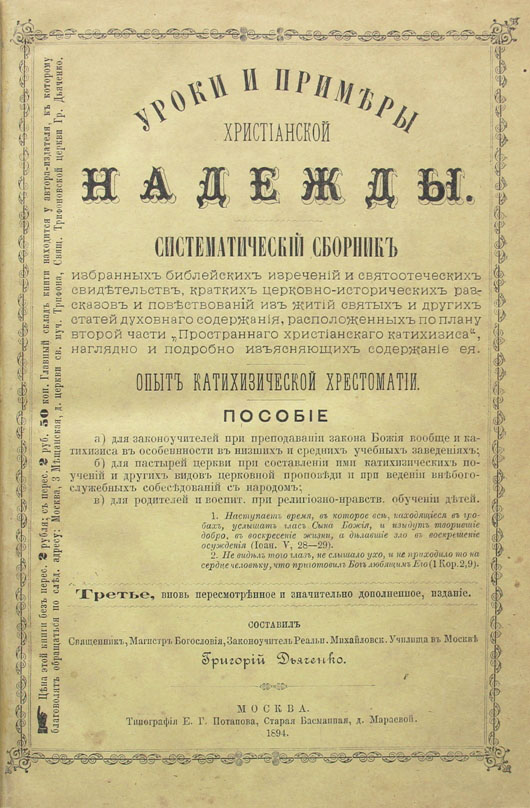 УРОКИ И ПРИМѢРЫ
ХРИСТІАНСКОЙ
НАДЕЖДЫ.
СИСТЕМАТИЧЕСКІЙ СБОРНИКЪ
избранныхъ библейскихъ изреченій и святоотеческихъ
свидѣтельствъ, краткихъ церковно-историческихъ раз-
сказовъ и повѣствованій изъ житій святыхъ и другихъ
статей духовнаго содержанія, расположенныхъ по плану
второй части „Пространнаго христіанскаго катихизиса“,
наглядно и подробно изъясняющихъ содержаніе ея.
ОПЫТЪ КАТИХИЗИЧЕСКОЙ ХРЕСТОМАТІИ.
ПОСОБІЕ
а) для законоучителей при преподаваніи закона Божія вообще и ка-
тихизиса въ особенности въ низшихъ и среднихъ учебныхъ заведеніяхъ;
б) для пастырей церкви при составленіи ими катихизическихъ по-
ученій и другихъ видовъ церковной проповѣди и при веденіи внѣбого-
служебныхъ собесѣдованій съ народомъ;
в) для родителей и воспит. при религіозно-нравств. обученіи дѣтей.
1. Наступаетъ время, въ которое всѣ, находящіеся въ гро-
бахъ, услышатъ гласъ Сына Божія, и изыдутъ творившіе
добро, въ воскресеніе жизни, а дѣлавшіе зло въ воскрешеніе
осужденія (Іоан. V, 28—29).
2. Не видѣлъ того глазъ, не слышало ухо, и не приходило то на
сердце человѣку, что приготовилъ Богъ любящимъ Его (1 Кор. 2,9).
Третье, вновь пересмотрѣнное и значительно дополненное, изданіе.
СОСТАВИЛЪ
Священникъ, Магистръ Богословія, Законоучитель Реальн. Михайловск. Училища въ Москвѣ
Григорій Дьяченко.
МОСКВА.
Типографія Е. Г. Потапова, Старая Басманная, д. Мараевой.
1894.
Цѣна этой книги безъ перес. 2 рубля; съ перес. 2 руб. 50 коп. Главный складъ книги находится у автора-издателя, къ которому
благоволятъ обращаться по слѣд. адресу: Москва, 3 Мѣщанская, д. церкви св. муч. Трифона, Свящ. Трифоновской церкви Гр. Дьяченко.